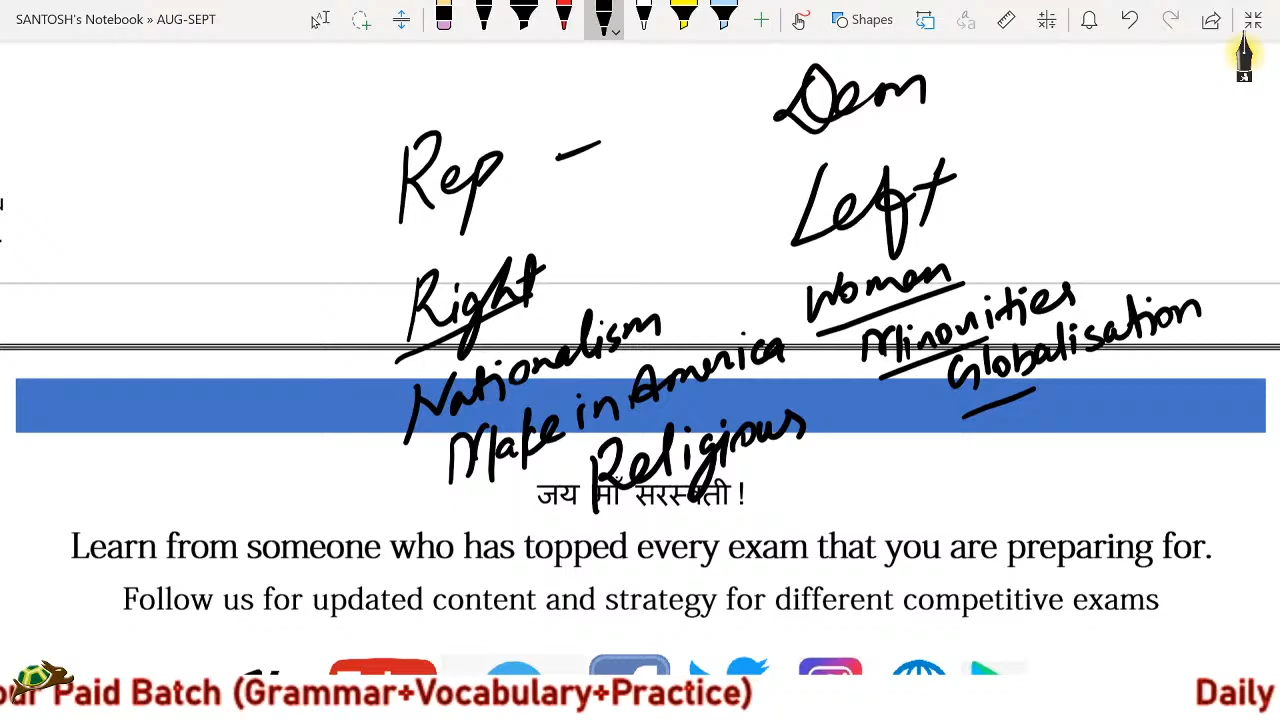 SANTOSH's Notebook » AUG-SEPT
Shapes
Dem
Rep -
Left
Right
Woman
Minorities
Globalisation
Nationalism
Make in America
Religious
जय माँ सरस्वती !
Learn from someone who has topped every exam that you are preparing for.
Follow us for updated content and strategy for different competitive exams
our Paid Batch (Grammar+Vocabulary+Practice)
Daily